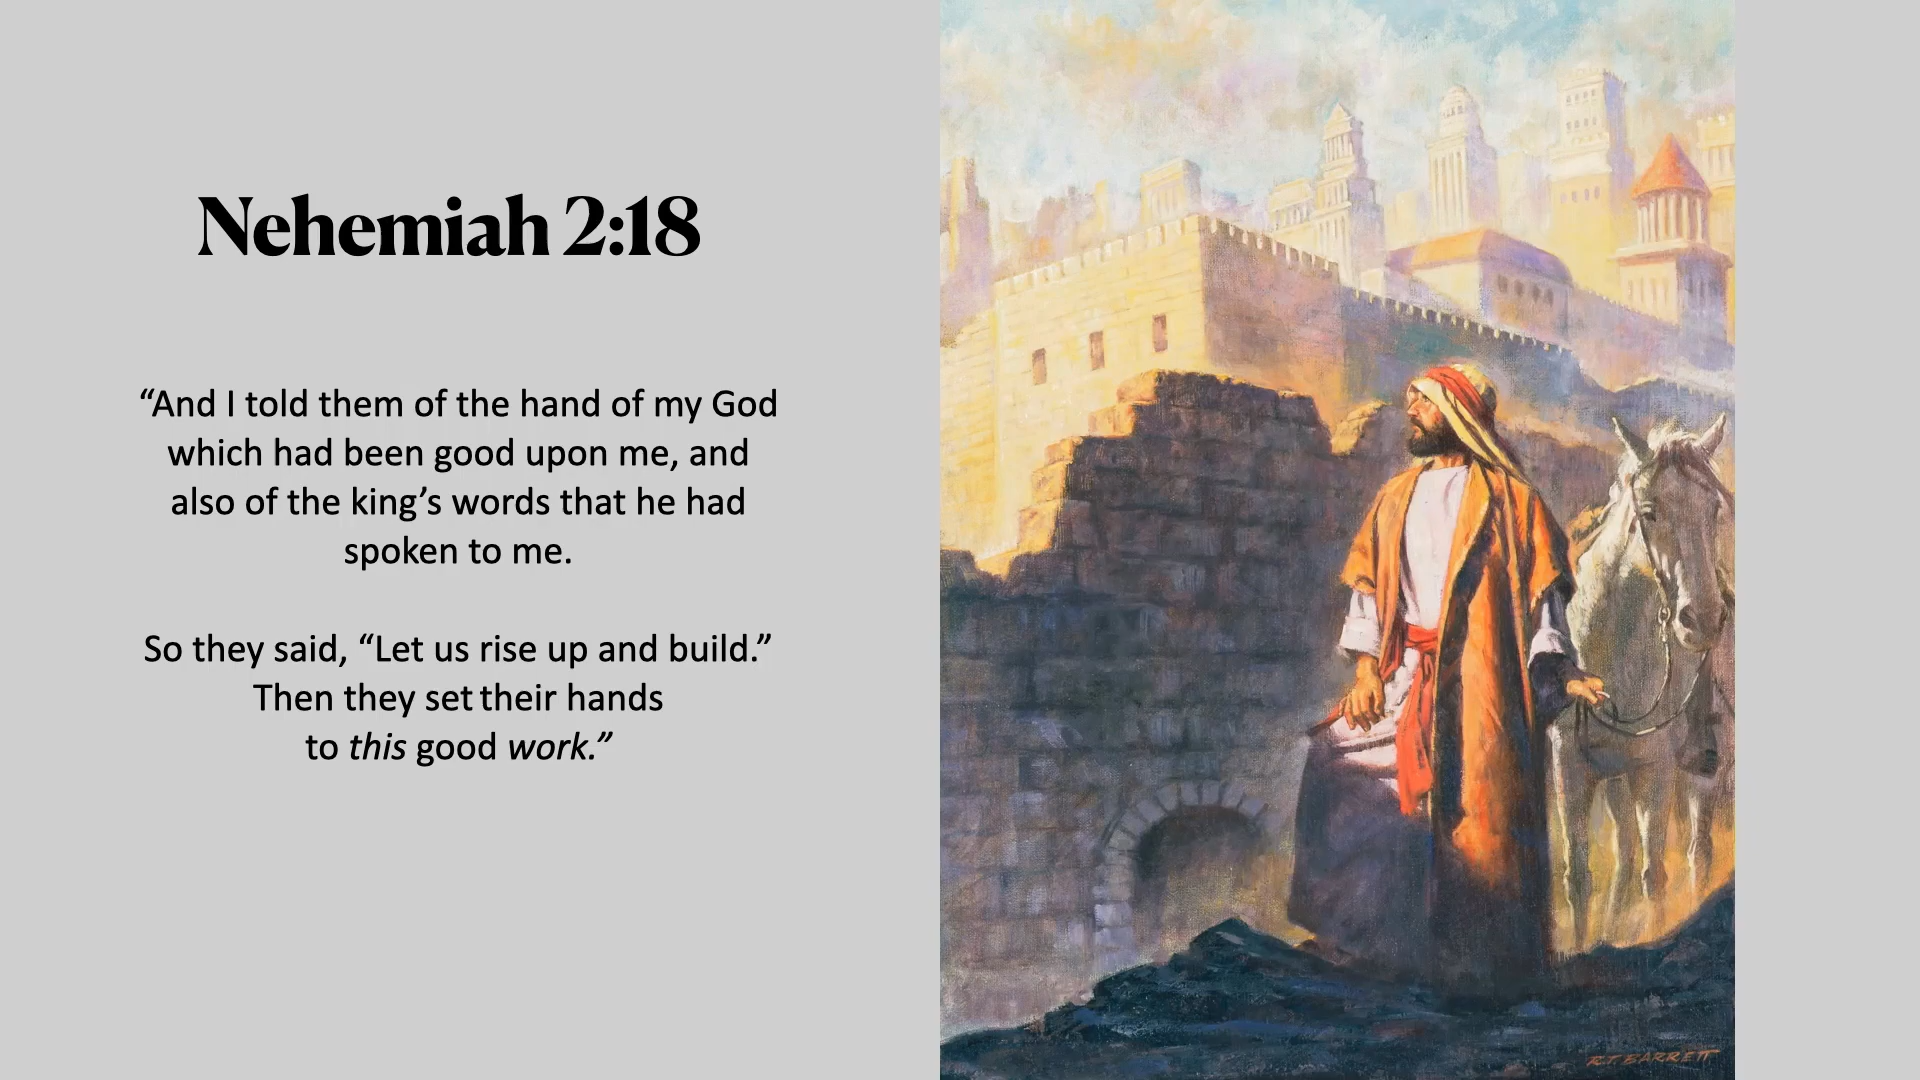 Nehemiah 2:18
“And I told them of the hand of my God
which had been good upon me, and
also of the king’s words that he had
spoken to me.
So they said, “Let us rise up and build.”
Then they set their hands
to this good work.”
R.T. BARRETT